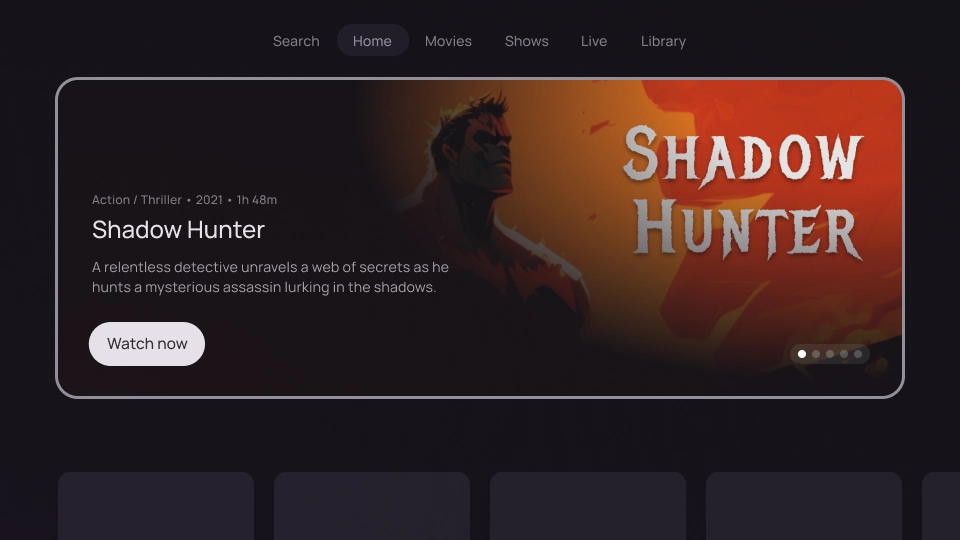 Search
Home
Movies
Shows
Live
Library
SHADOW
HUNTER
Action / Thriller • 2021 • 1h 48m
Shadow Hunter
A relentless detective unravels a web of secrets as he
hunts a mysterious assassin lurking in the shadows.
Watch now